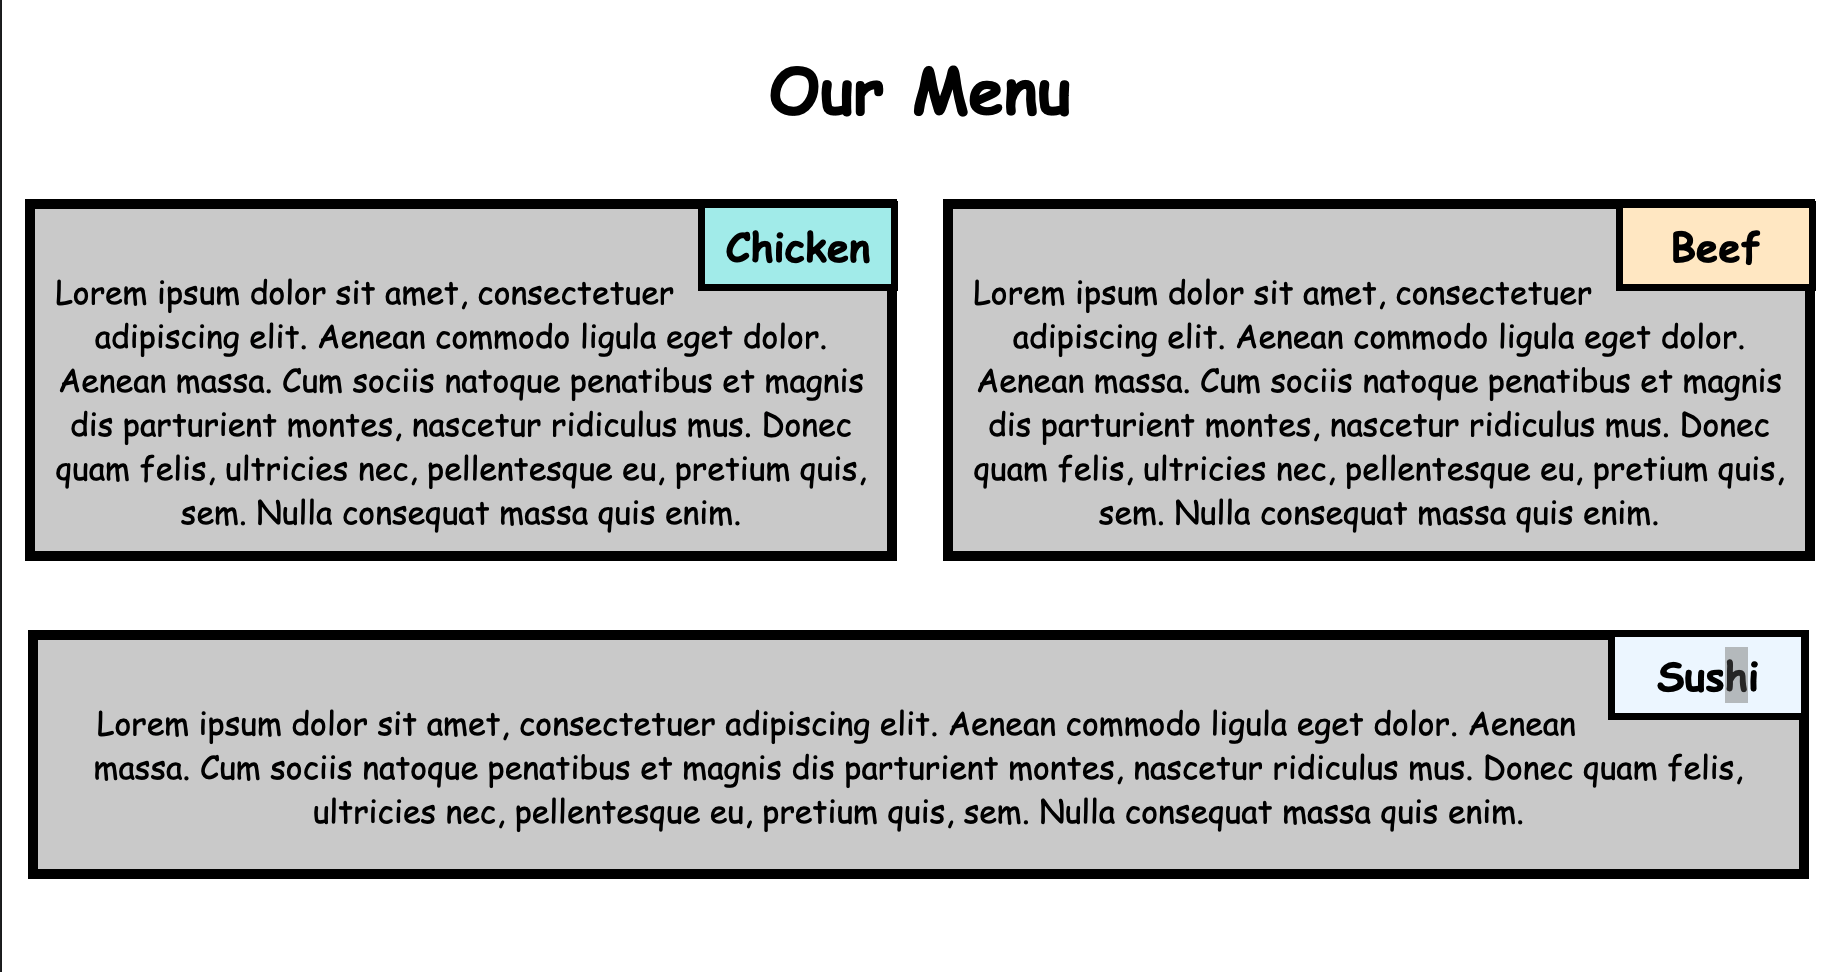 Our Menu
Chicken
Lorem ipsum dolor sit amet, consectetuer
adipiscing elit. Aenean commodo ligula eget dolor.
Aenean massa. Cum sociis natoque penatibus et magnis
dis parturient montes, nascetur ridiculus mus. Donec
quam felis, ultricies nec, pellentesque eu, pretium quis,
sem. Nulla consequat massa quis enim.
Beef
Lorem ipsum dolor sit amet, consectetuer
adipiscing elit. Aenean commodo ligula eget dolor.
Aenean massa. Cum sociis natoque penatibus et magnis
dis parturient montes, nascetur ridiculus mus. Donec
quam felis, ultricies nec, pellentesque eu, pretium quis,
sem. Nulla consequat massa quis enim.
Sushi
Lorem ipsum dolor sit amet, consectetuer adipiscing elit. Aenean commodo ligula eget dolor. Aenean
massa. Cum sociis natoque penatibus et magnis dis parturient montes, nascetur ridiculus mus. Donec quam felis,
ultricies nec, pellentesque eu, pretium quis, sem. Nulla consequat massa quis enim.